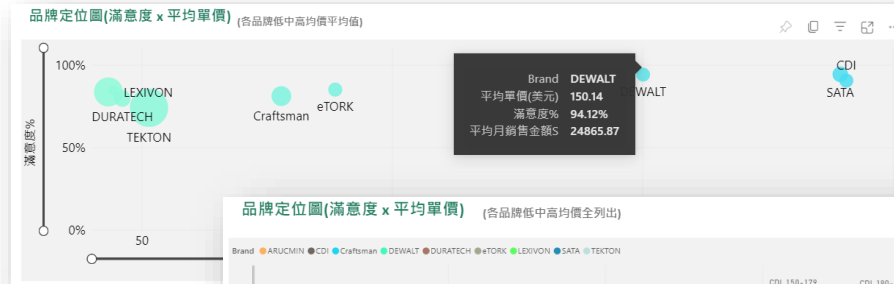 品牌定位圖(滿意度 x 平均單價) (各品牌低中高均價平均值)
100%
50%
0%
滿意度%
50
DURATECH
LEXIVON
TEKTON
Craftsman
eTORK
Brand DEWALT
平均單價(美元) 150.14
滿意度% 94.12%
平均月銷售金額S 24865.87
WALT
CDI
SATA
品牌定位圖(滿意度 x 平均單價) (各品牌低中高均價全列出)
Brand ARUCMIN CDI Craftsman DEWALT DURATECH eTORK LEXIVON SATA TEKTON
CDI 150-179